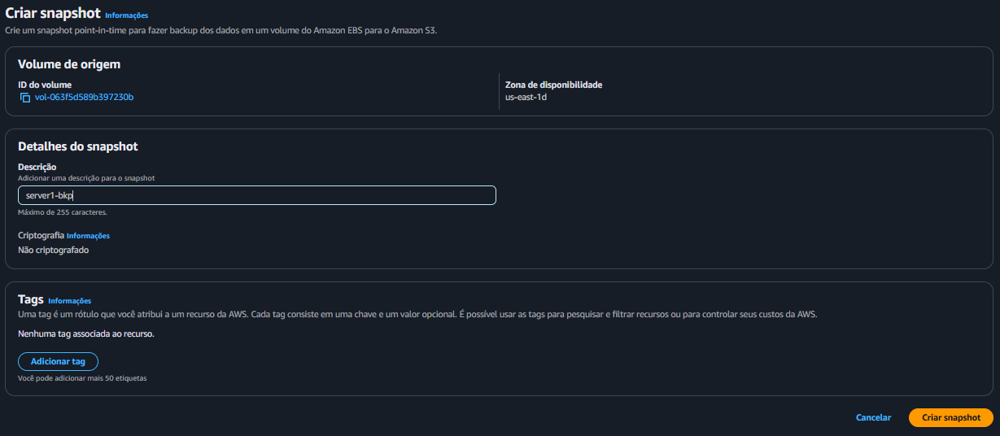 Criar snapshot Informações
Crie um snapshot point-in-time para fazer backup dos dados em um volume do Amazon EBS para o Amazon S3.
Volume de origem
ID do volume
vol-063f5d589b397230b
Zona de disponibilidade
us-east-1d
Detalhes do snapshot
Descrição
Adicionar uma descrição para o snapshot
server1-bkp
Máximo de 255 caracteres.
Criptografia Informações
Não criptografado
Tags Informações
Uma tag é um rótulo que você atribui a um recurso da AWS. Cada tag consiste em uma chave e um valor opcional. É possível usar as tags para pesquisar e filtrar recursos ou para controlar seus custos da AWS.
Nenhuma tag associada ao recurso.
Adicionar tag
Você pode adicionar mais 50 etiquetas
Cancelar
Criar snapshot